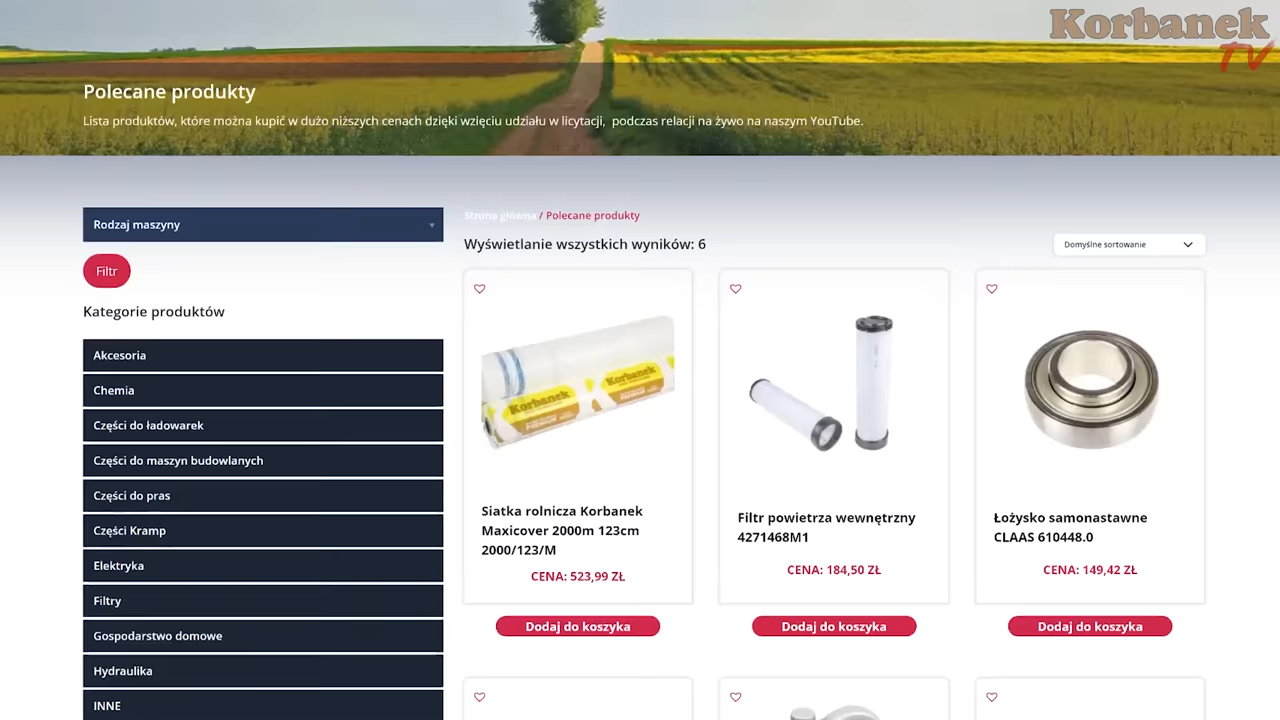 Korbanek
TV
Polecane produkty
Lista produktów, które można kupić w dużo niższych cenach dzięki wzięciu udziału w licytacji, podczas relacji na żywo na naszym YouTube.
Rodzaj maszyny
Filtr
Kategorie produktów
Akcesoria
Chemia
Części do ładowarek
Części do maszyn budowlanych
Części do pras
Części Kramp
Elektryka
Filtry
Gospodarstwo domowe
Hydraulika
INNE
Strona główna / Polecane produkty
Wyświetlanie wszystkich wyników: 6
Domyślne sortowanie
Korbanek
Korbanek
PREMIUM
Siatka rolnicza Korbanek
Maxicover 2000m 123cm
2000/123/M
CENA: 523,99 ZŁ
Dodaj do koszyka
Filtr powietrza wewnętrzny
4271468M1
CENA: 184,50 ZŁ
Dodaj do koszyka
Łożysko samonastawne
CLAAS 610448.0
CENA: 149,42 ZŁ
Dodaj do koszyka